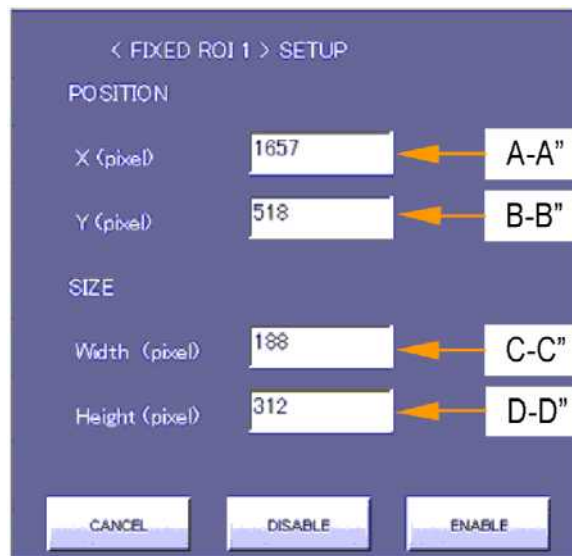 < FIXED ROI 1 > SETUP
POSITION
X (pixel) 1657 A-A”
Y (pixel) 518 B-B”
SIZE
Width (pixel) 188 C-C”
Height (pixel) 312 D-D”
CANCEL DISABLE ENABLE